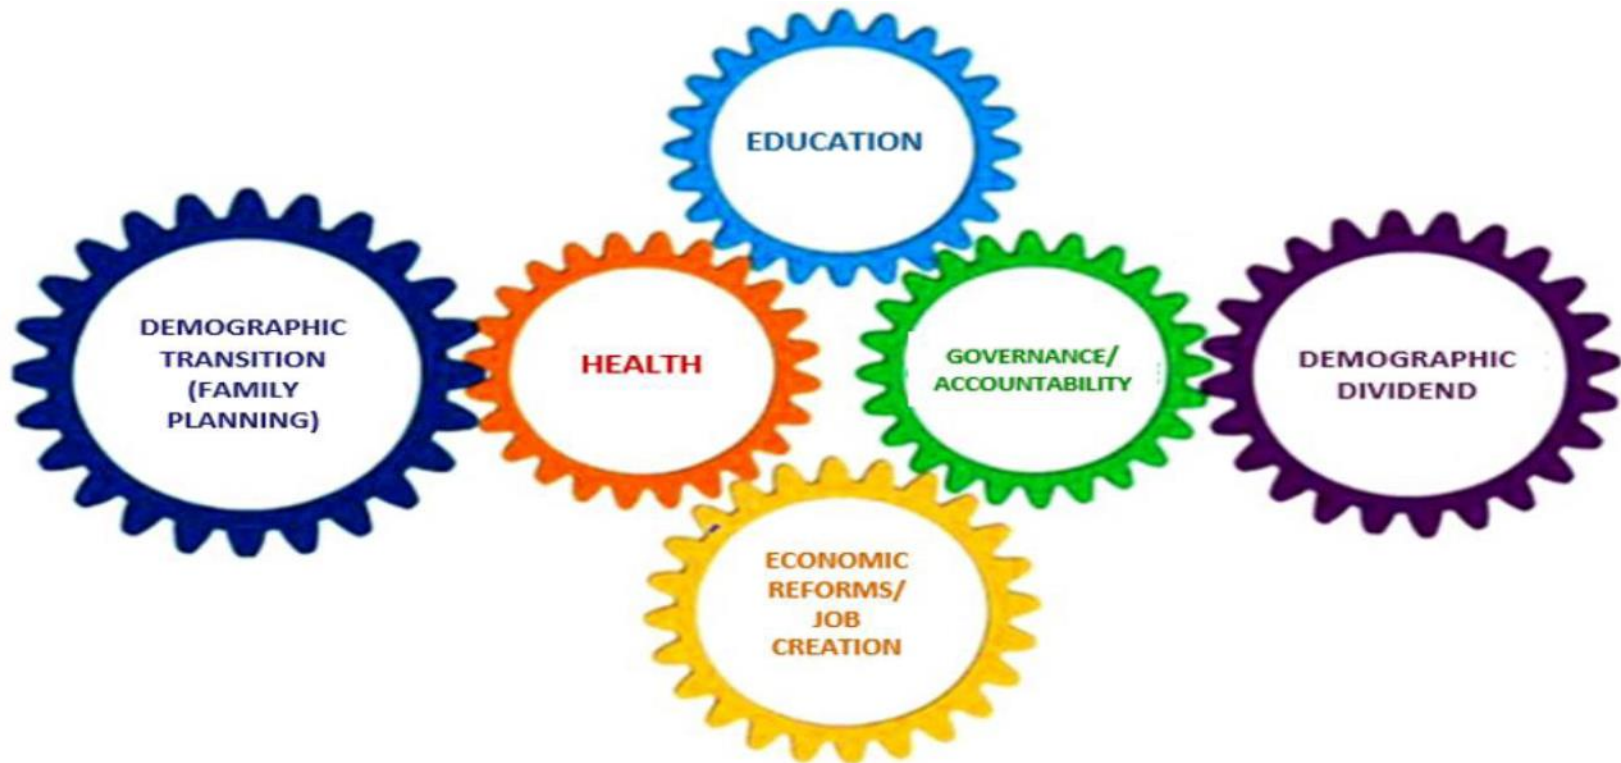 EDUCATION
DEMOGRAPHIC
TRANSITION
(FAMILY
PLANNING)
HEALTH
GOVERNANCE/
ACCOUNTABILITY
DEMOGRAPHIC
DIVIDEND
ECONOMIC
REFORMS/
JOB
CREATION